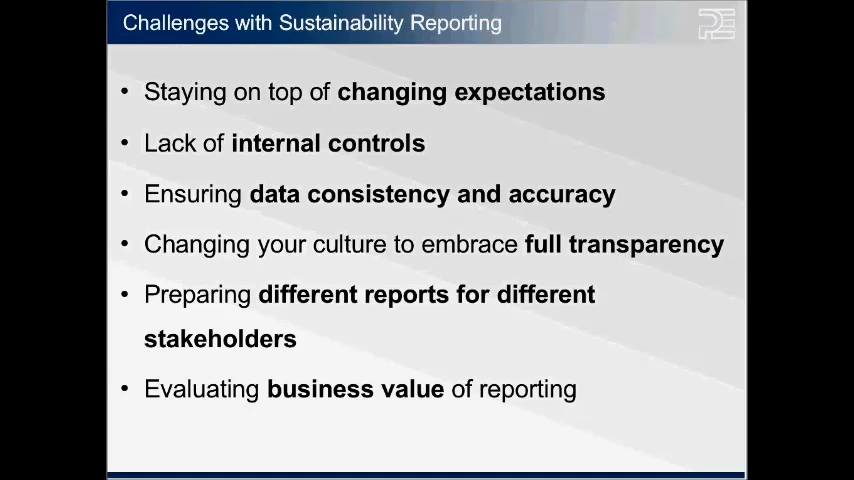 Challenges with Sustainability Reporting
PE
• Staying on top of changing expectations
• Lack of internal controls
• Ensuring data consistency and accuracy
• Changing your culture to embrace full transparency
• Preparing different reports for different
stakeholders
• Evaluating business value of reporting